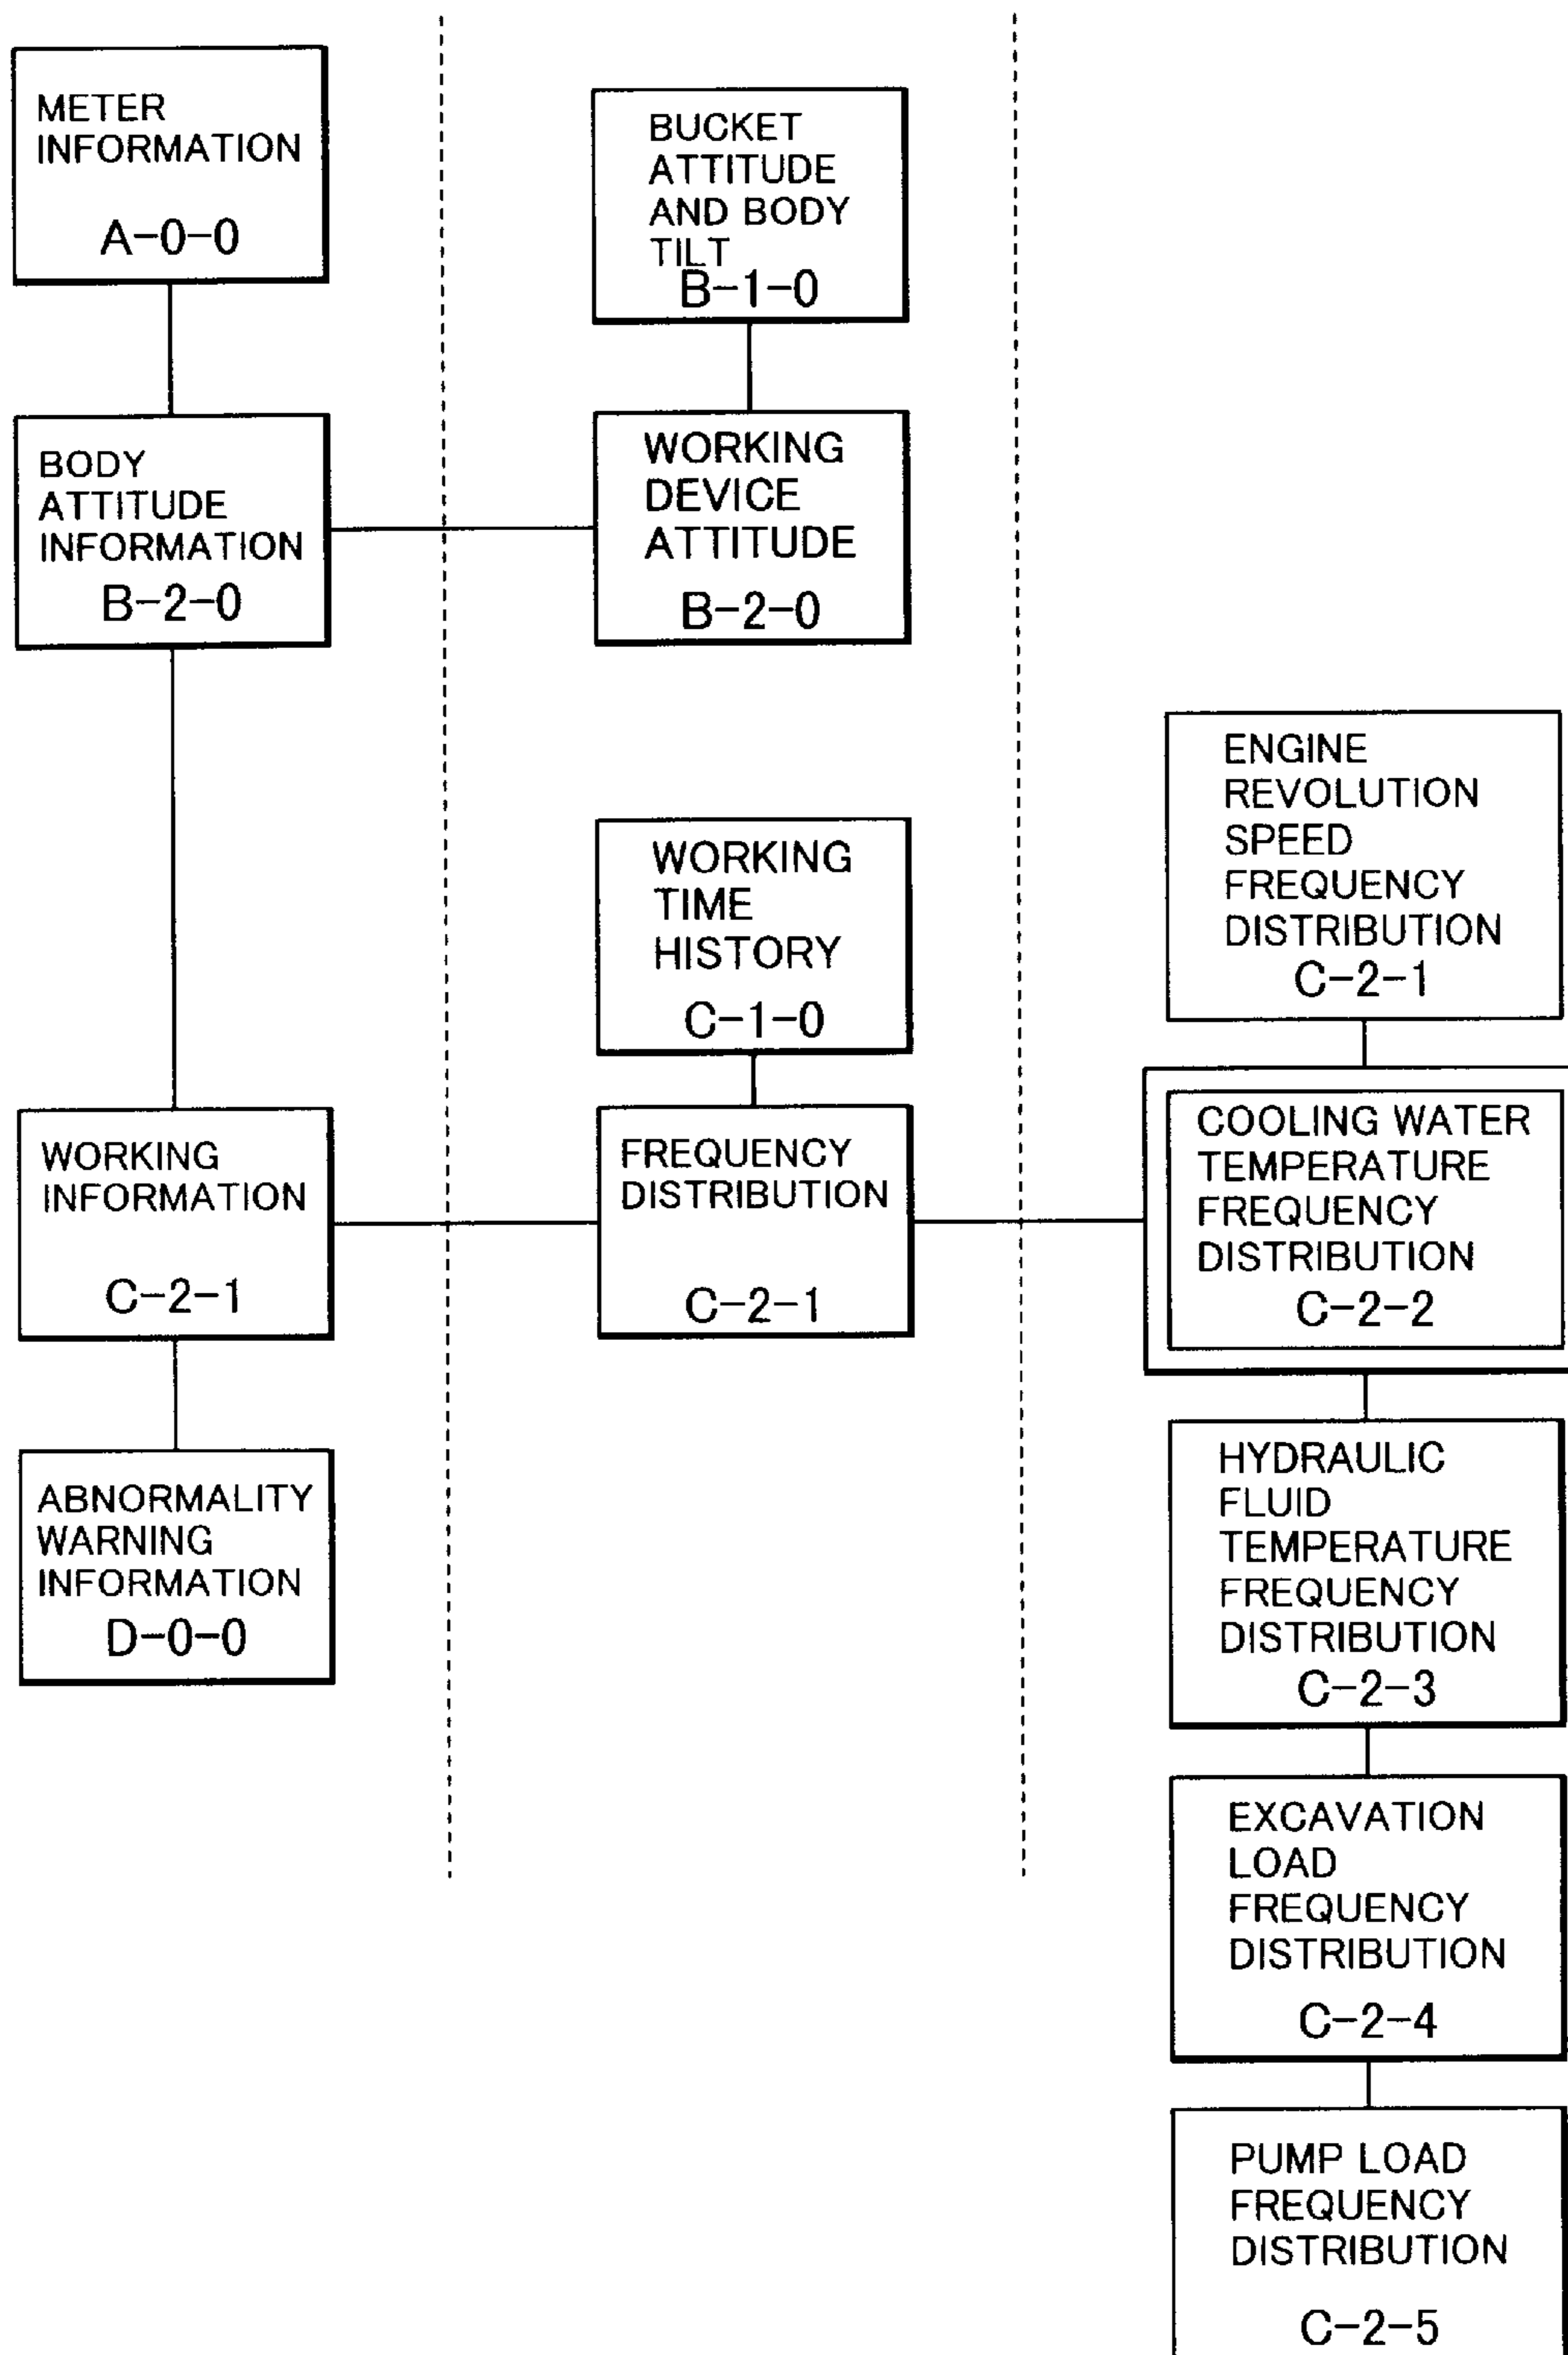 METER
INFORMATION
A-0-0
BODY
ATTITUDE
INFORMATION
B-2-0
WORKING
INFORMATION
C-2-1
ABNORMALITY
WARNING
INFORMATION
D-0-0
BUCKET
ATTITUDE
AND BODY
TILT
B-1-0
WORKING
DEVICE
ATTITUDE
B-2-0
WORKING
TIME
HISTORY
C-1-0
FREQUENCY
DISTRIBUTION
C-2-1
ENGINE
REVOLUTION
SPEED
FREQUENCY
DISTRIBUTION
C-2-1
COOLING WATER
TEMPERATURE
FREQUENCY
DISTRIBUTION
C-2-2
HYDRAULIC
FLUID
TEMPERATURE
FREQUENCY
DISTRIBUTION
C-2-3
EXCAVATION
LOAD
FREQUENCY
DISTRIBUTION
C-2-4
PUMP LOAD
FREQUENCY
DISTRIBUTION
C-2-5